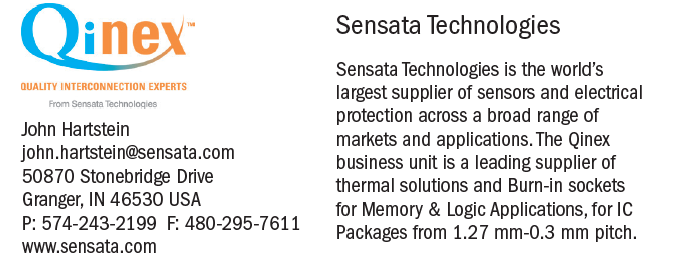 Qinex™
QUALITY INTERCONNECTION EXPERTS
From Sensata Technologies
John Hartstein
john.hartstein@sensata.com
50870 Stonebridge Drive
Granger, IN 46530 USA
P: 574-243-2199  F: 480-295-7611
www.sensata.com
Sensata Technologies
Sensata Technologies is the world's
largest supplier of sensors and electrical
protection across a broad range of
markets and applications. The Qinex
business unit is a leading supplier of
thermal solutions and Burn-in sockets
for Memory & Logic Applications, for IC
Packages from 1.27 mm-0.3 mm pitch.